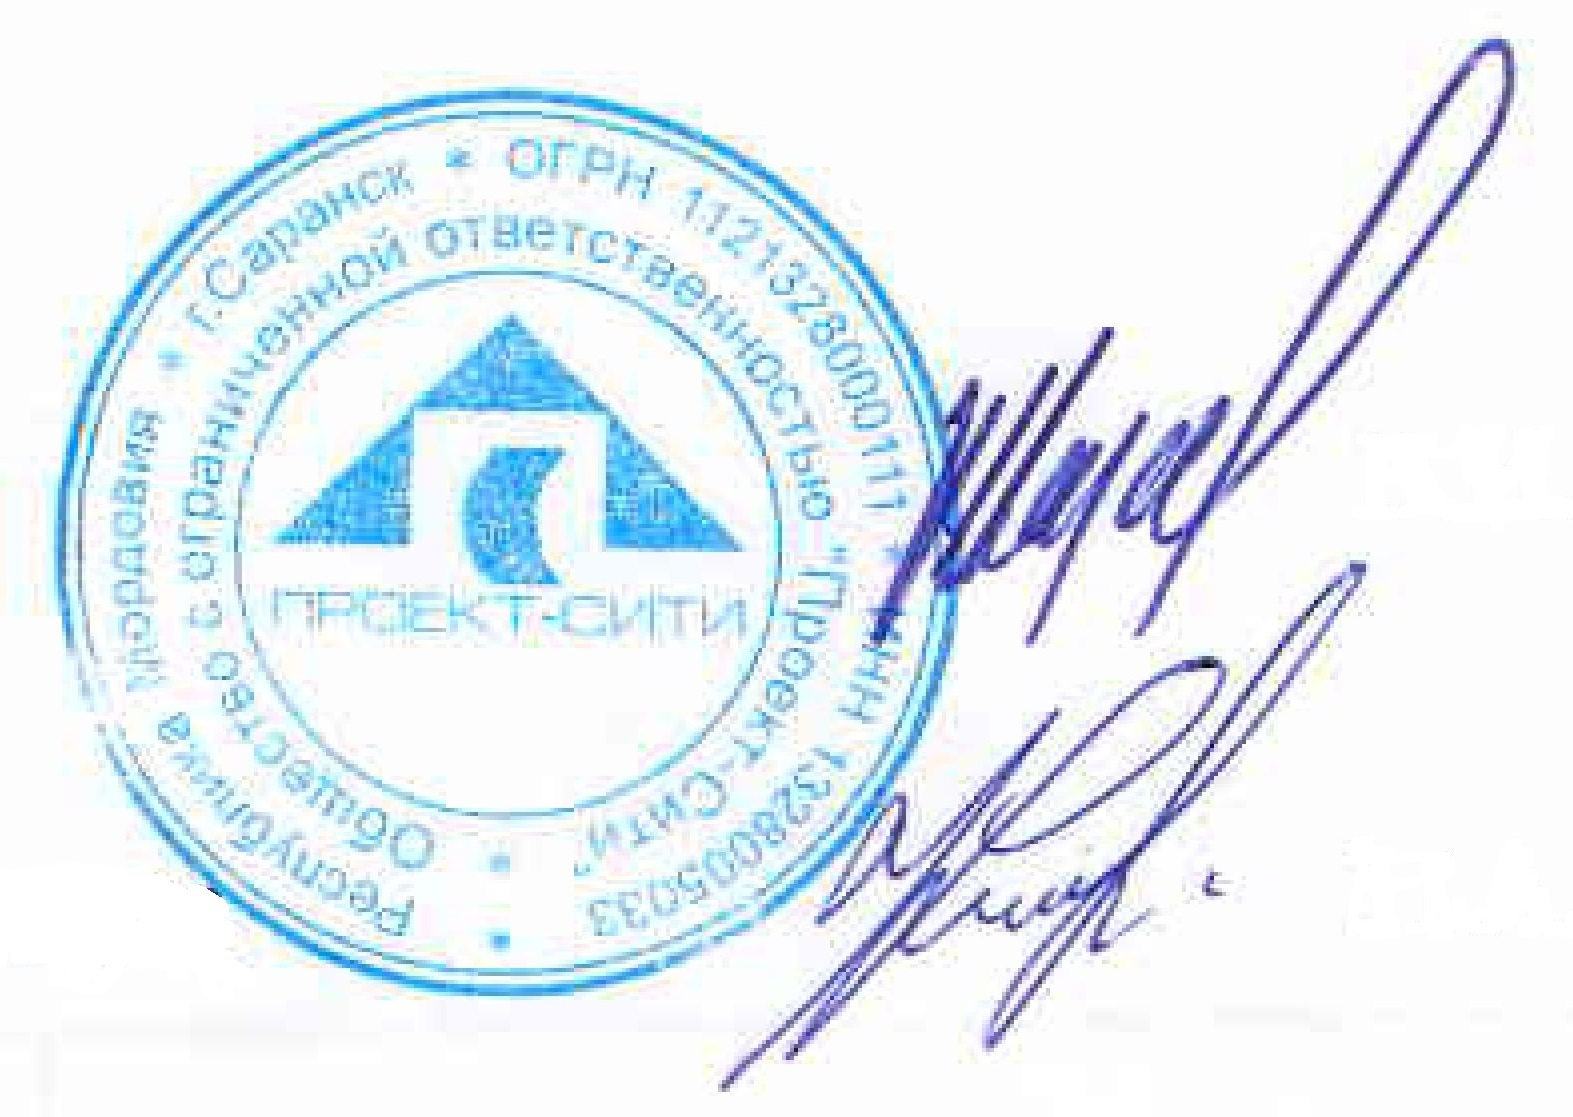 Республика Мордовия * г.Саранск * ОГРН 1121328000111 * ИНН 1328005033 *
Общество с ограниченной ответственностью "Проект-Сити" *
ПРОЕКТ-СИТИ